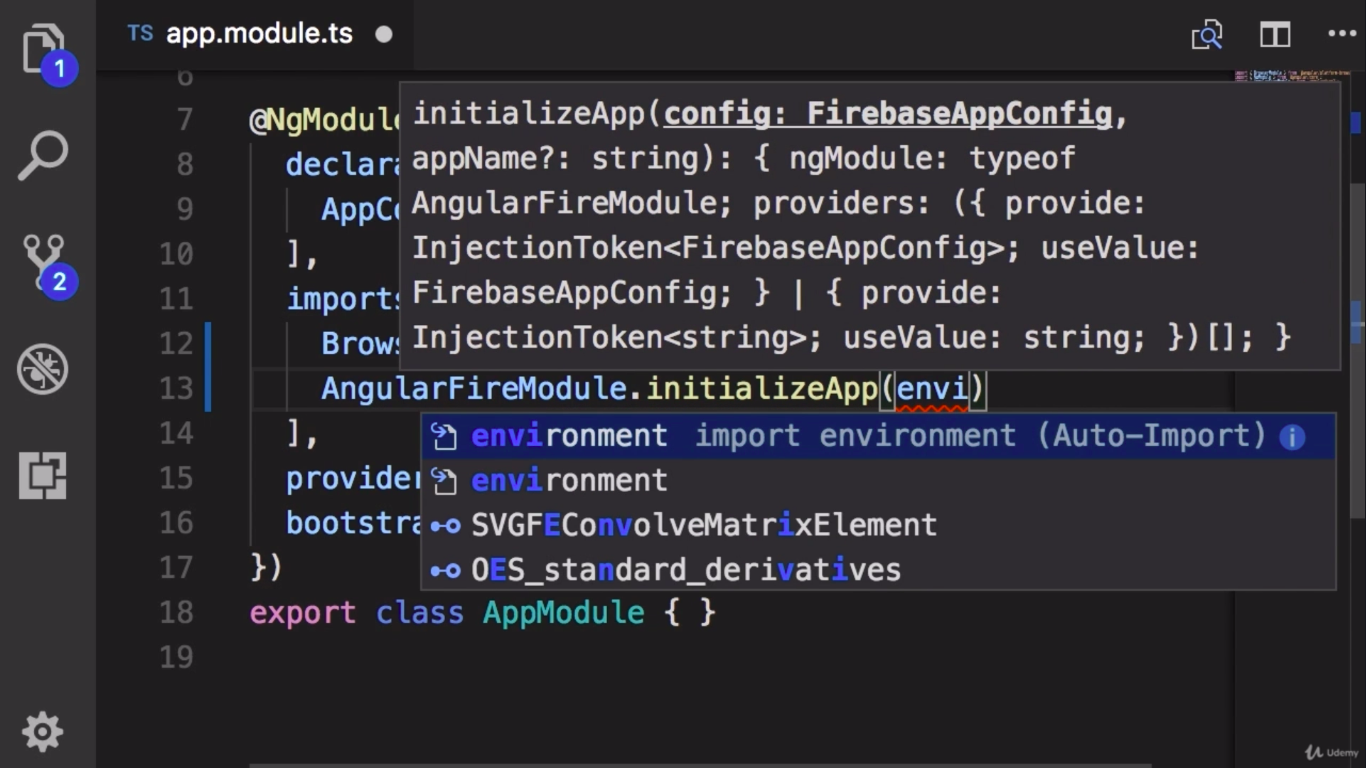 TS app.module.ts
1
6
7 @NgModule
initializeApp(config: FirebaseAppConfig,
8 declara
appName?: string): { ngModule: typeof
9 AppCo
AngularFireModule; providers: ({ provide:
10 ],
InjectionToken<FirebaseAppConfig>; useValue:
2
11 imports
FirebaseAppConfig; } | { provide:
12 Brows
InjectionToken<string>; useValue: string; })[]; }
13 AngularFireModule.initializeApp(envi)
14 ],
environment import environment (Auto-Import)
15 provider
environment
16 bootstra
SVGFEConvolveMatrixElement
17 })
OES_standard_derivatives
18 export class AppModule { }
19
Udemy